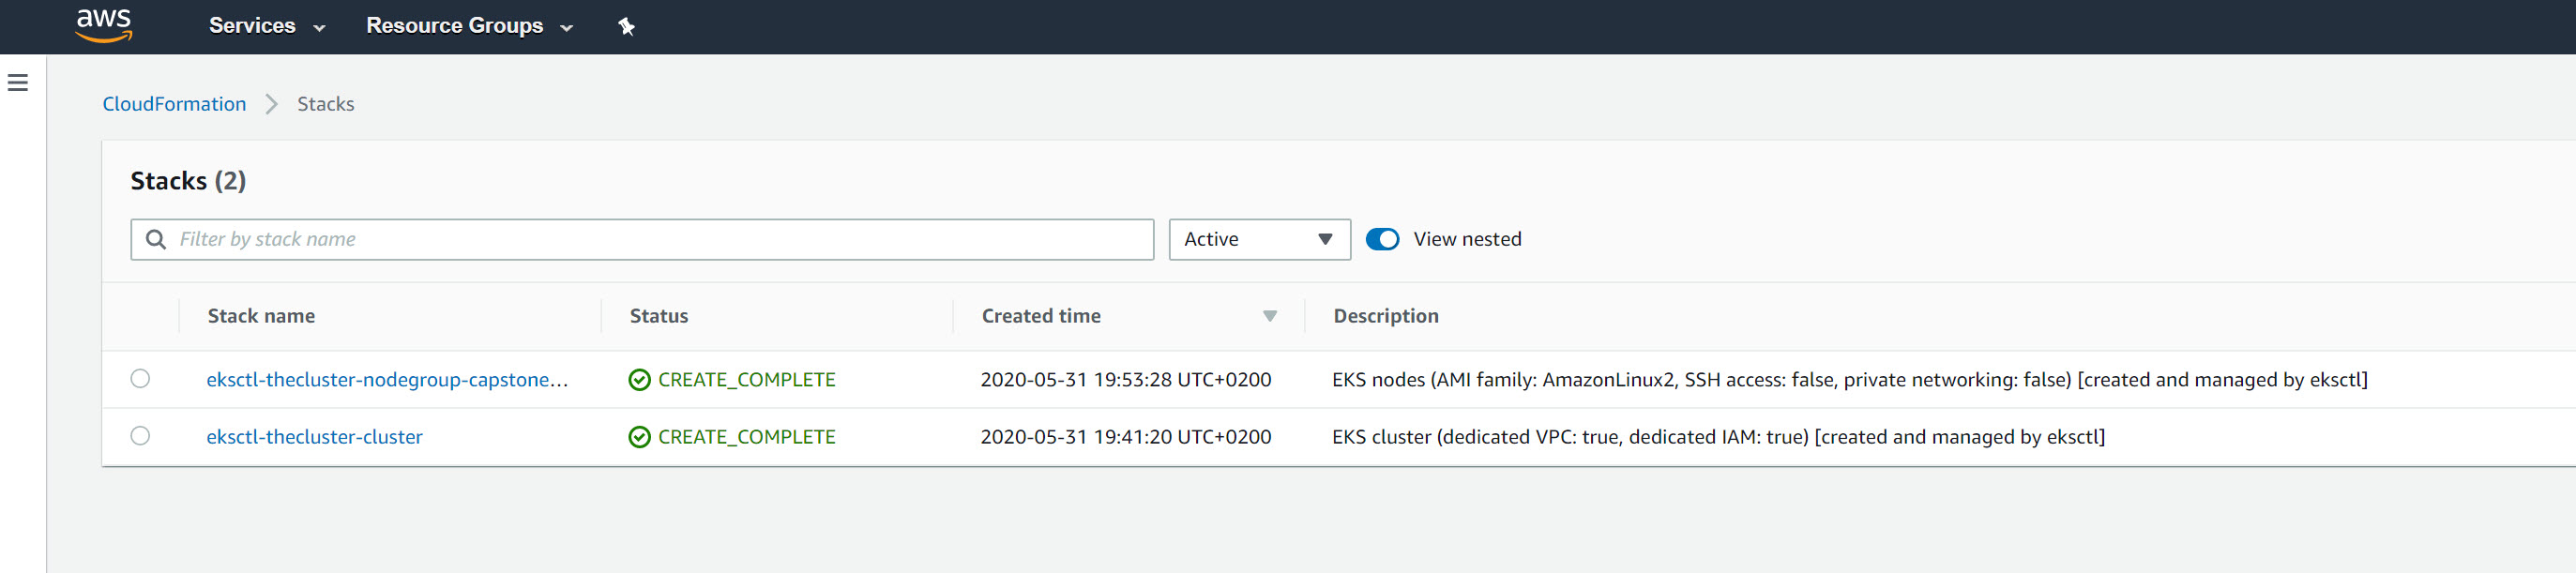 aws Services Resource Groups
CloudFormation Stacks
Stacks (2)
Filter by stack name Active View nested
Stack name Status Created time Description
eksctl-thecluster-nodegroup-capstone... CREATE_COMPLETE 2020-05-31 19:53:28 UTC+0200 EKS nodes (AMI family: AmazonLinux2, SSH access: false, private networking: false) [created and managed by eksctl]
eksctl-thecluster-cluster CREATE_COMPLETE 2020-05-31 19:41:20 UTC+0200 EKS cluster (dedicated VPC: true, dedicated IAM: true) [created and managed by eksctl]